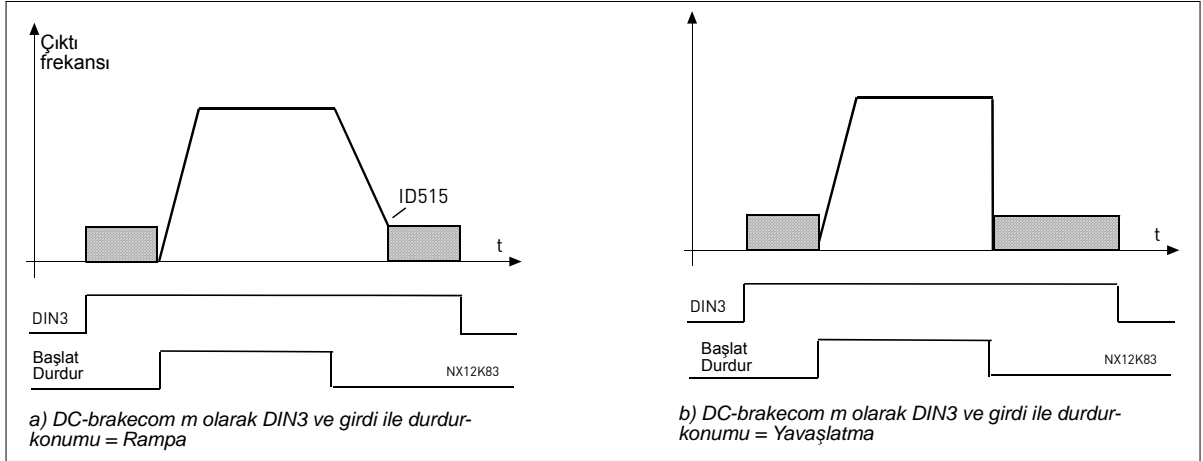 Çıktı
frekansı
ID515
t
DIN3
Başlat
Durdur
NX12K83
a) DC-brakecom m olarak DIN3 ve girdi ile durdur-
konumu = Rampa
t
DIN3
Başlat
Durdur
NX12K83
b) DC-brakecom m olarak DIN3 ve girdi ile durdur-
konumu = Yavaşlatma